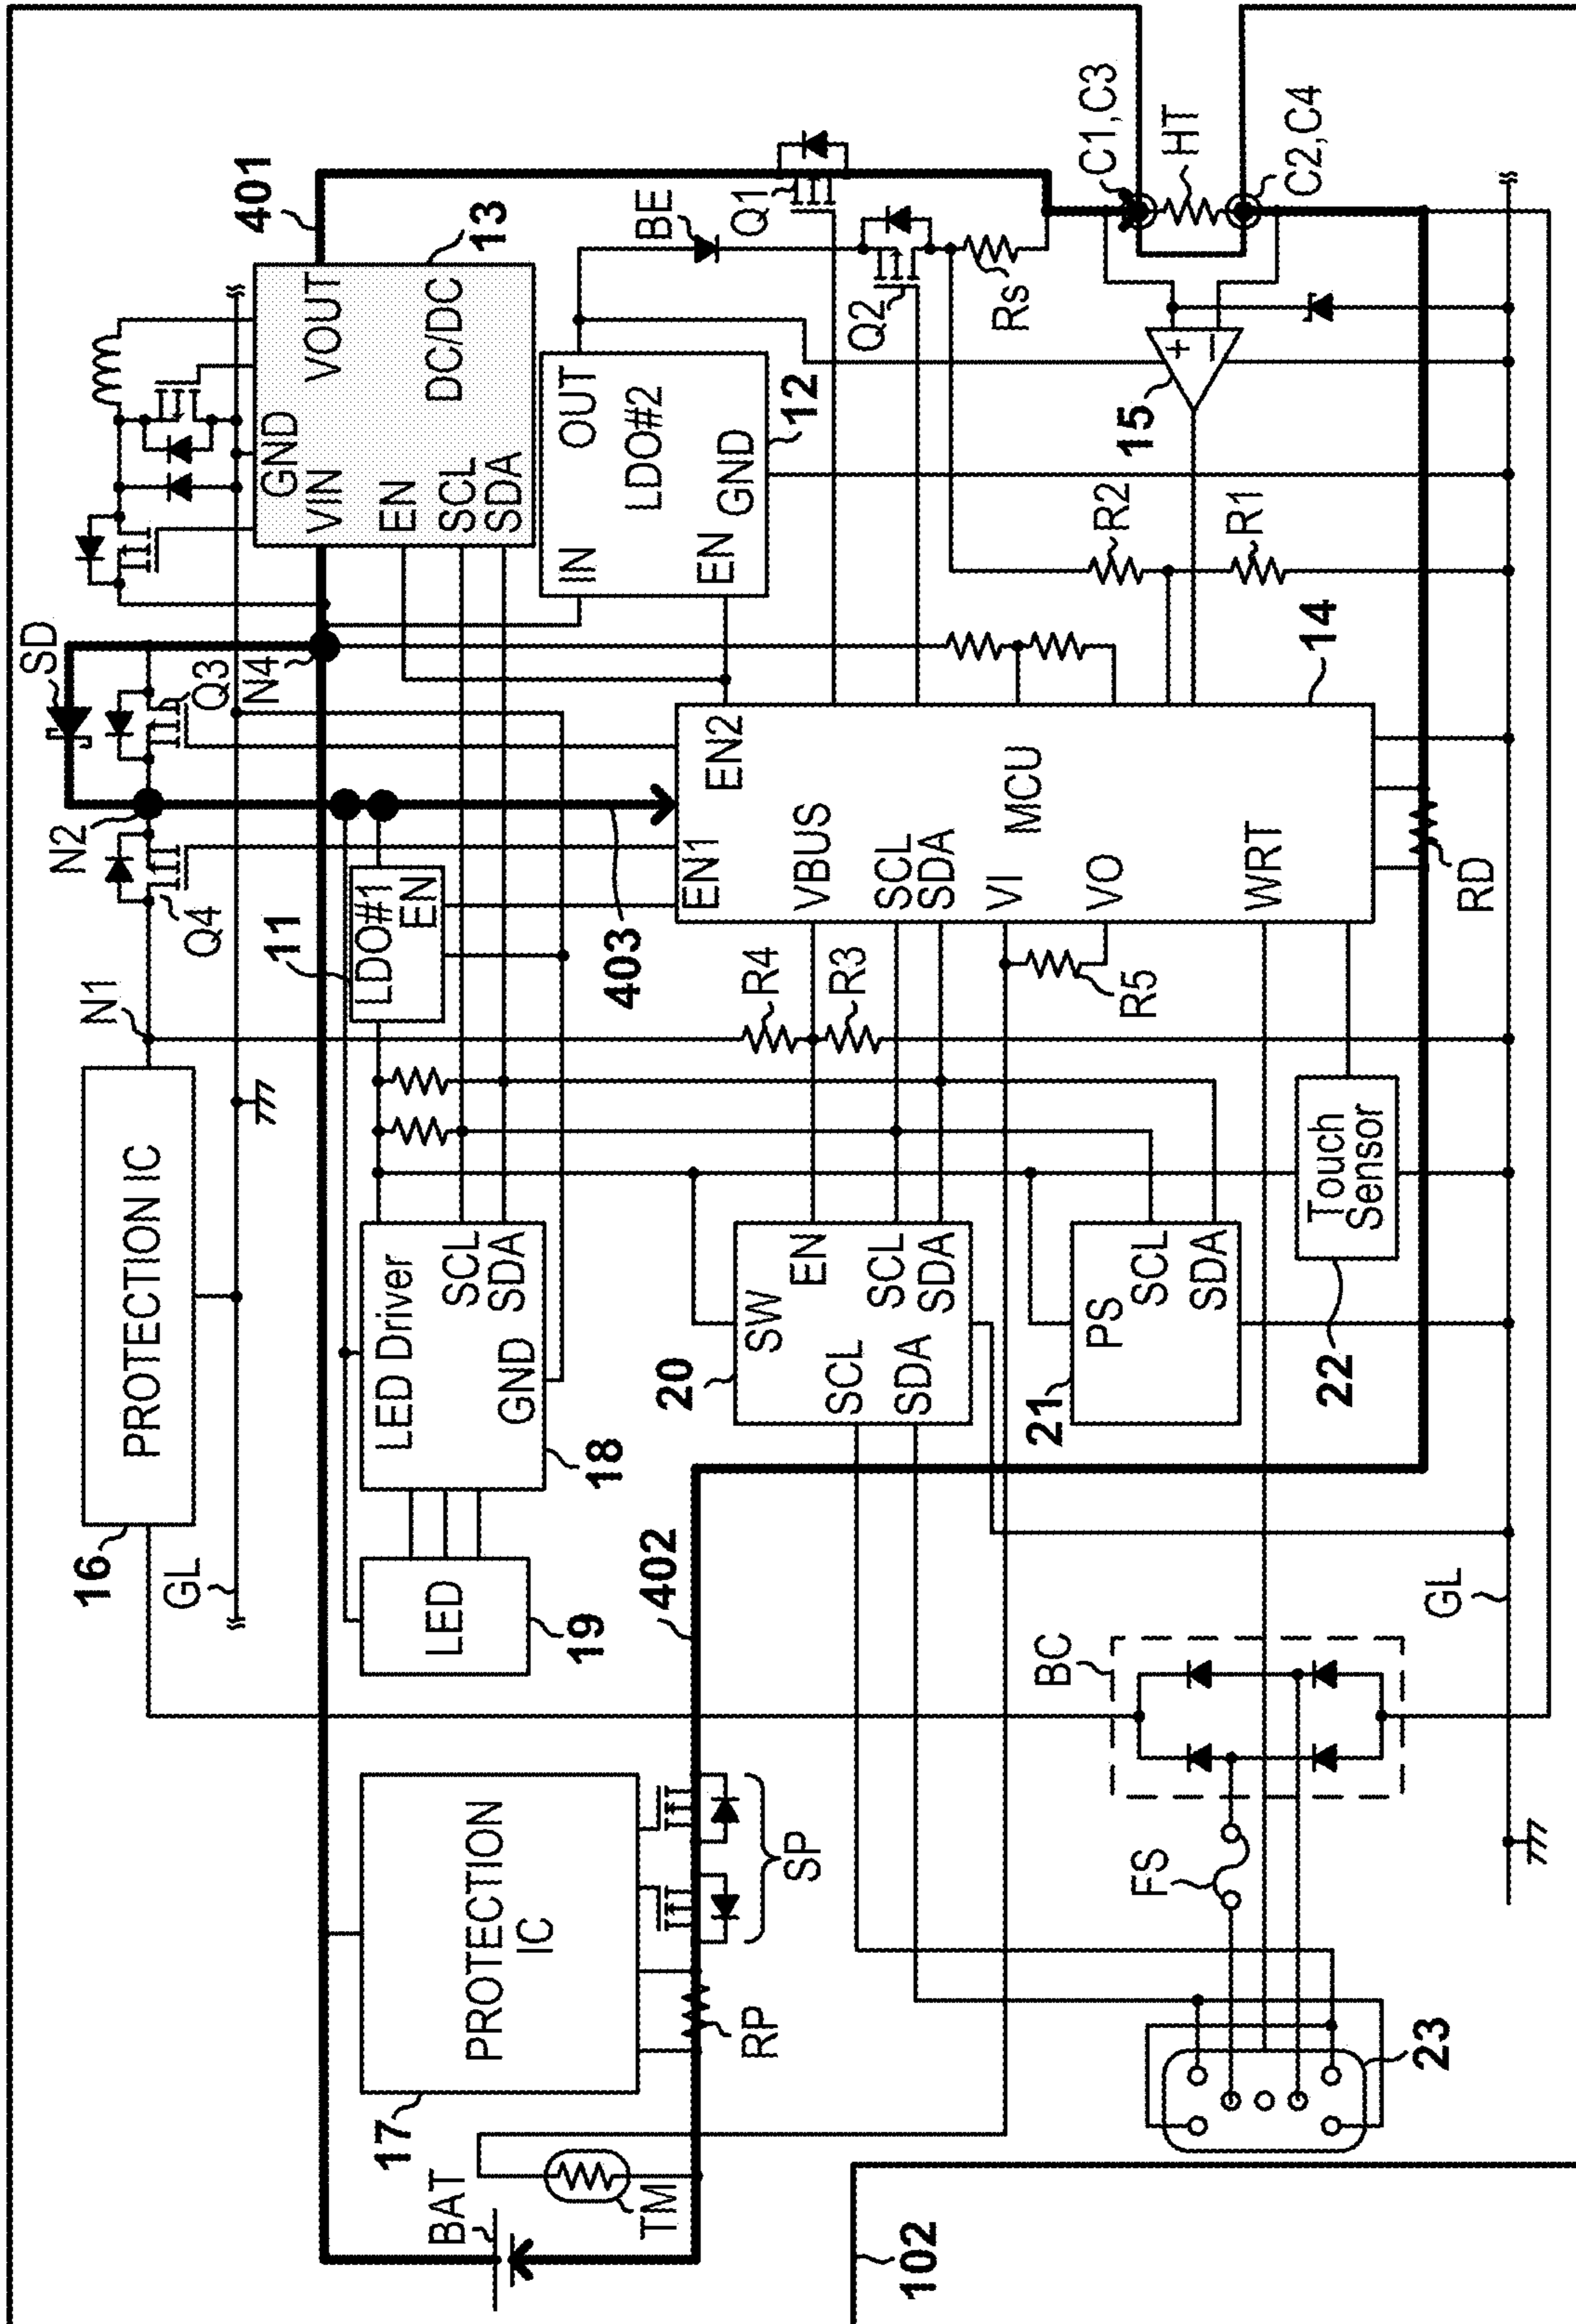 SD
Q3
N4
N2
Q4
N1
PROTECTION IC
16
GL
401
13
VOUT
GND
VIN
DC/DC
EN
SCL
SDA
BE
Q1
Q2
Rs
C1,C3
HT
C2,C4
OUT
LDO#2
IN
EN
GND
12
15
R2
R1
14
EN2
EN1
MCU
VBUS
SCL
SDA
VI
VO
WRT
RD
11
LDO#1
EN
403
R4
R3
R5
LED Driver
SCL
SDA
GND
18
LED
19
402
20
SW
EN
SCL
SDA
SCL
SDA
21
PS
SCL
SDA
Touch
Sensor
22
GL
BC
FS
23
PROTECTION
IC
17
SP
RP
BAT
TM
102